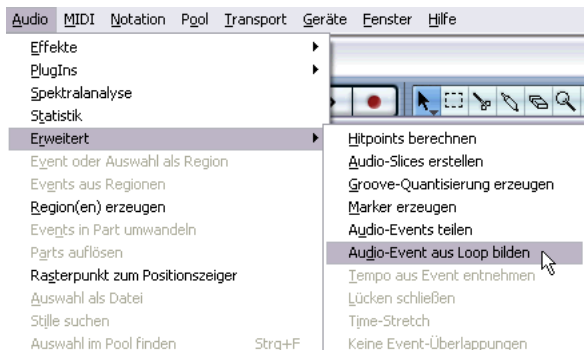 Audio MIDI Notation Pool Transport Geräte Fenster Hilfe
Effekte
PlugIns
Spektralanalyse
Statistik
Erweitert
Event oder Auswahl als Region
Events aus Regionen
Region(en) erzeugen
Events in Part umwandeln
Parts auflösen
Rasterpunkt zum Positionszeiger
Auswahl als Datei
Stille suchen
Auswahl im Pool finden Strg+F
Hitpoints berechnen
Audio-Slices erstellen
Groove-Quantisierung erzeugen
Marker erzeugen
Audio-Events teilen
Audio-Event aus Loop bilden
Tempo aus Event entnehmen
Lücken schließen
Time-Stretch
Keine Event-Überlappungen